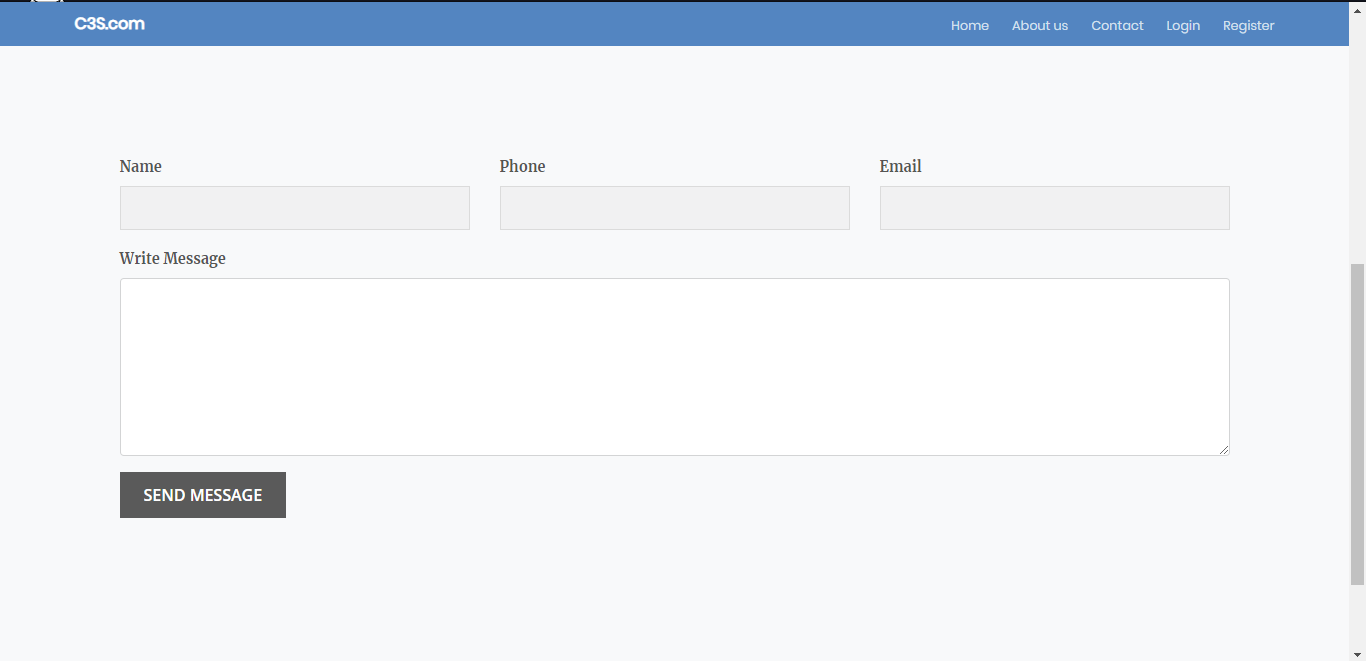 C3S.com
Home About us Contact Login Register
Name Phone Email
Write Message
SEND MESSAGE